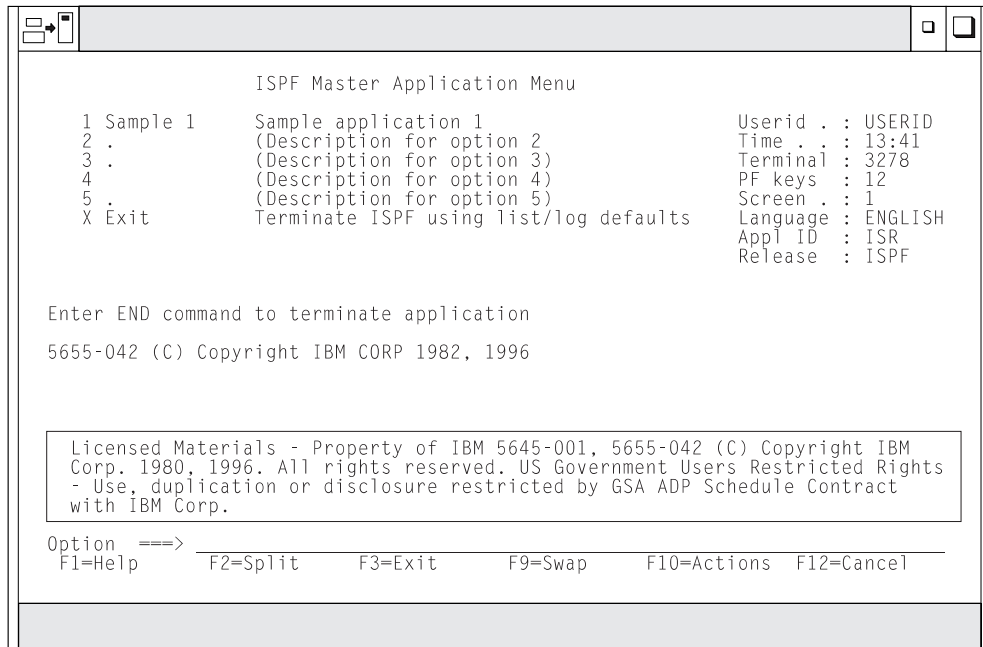 ISPF Master Application Menu
1 Sample 1 Sample application 1 Userid . : USERID
2 . (Description for option 2 Time . . : 13:41
3 . (Description for option 3) Terminal : 3278
4 (Description for option 4) PF keys : 12
5 . (Description for option 5) Screen . : 1
X Exit Terminate ISPF using list/log defaults Language : ENGLISH
Appl ID : ISR
Release : ISPF
Enter END command to terminate application
5655-042 (C) Copyright IBM CORP 1982, 1996
Licensed Materials - Property of IBM 5645-001, 5655-042 (C) Copyright IBM
Corp. 1980, 1996. All rights reserved. US Government Users Restricted Rights
- Use, duplication or disclosure restricted by GSA ADP Schedule Contract
with IBM Corp.
Option ===>
F1=Help F2=Split F3=Exit F9=Swap F10=Actions F12=Cancel